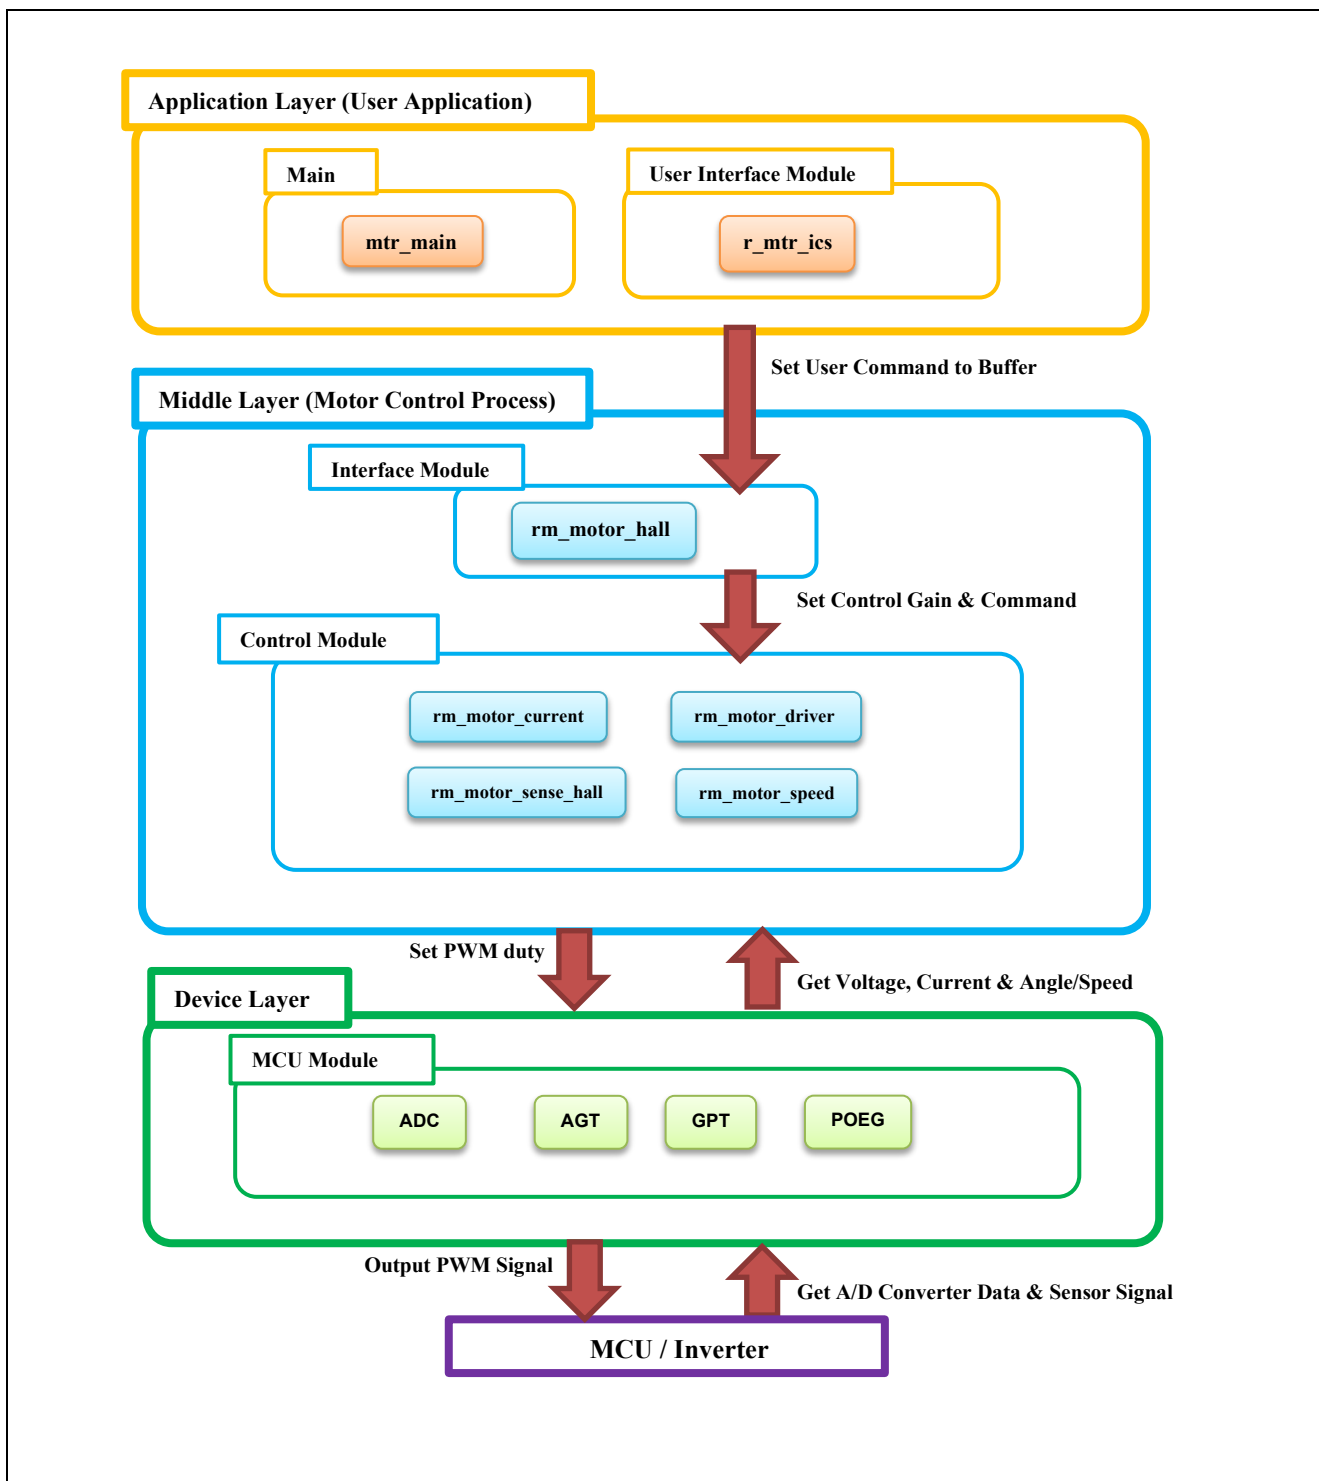 Application Layer (User Application)
Main
User Interface Module
mtr_main
r_mtr_ics
Set User Command to Buffer
Middle Layer (Motor Control Process)
Interface Module
rm_motor_hall
Set Control Gain & Command
Control Module
rm_motor_current
rm_motor_driver
rm_motor_sense_hall
rm_motor_speed
Set PWM duty
Get Voltage, Current & Angle/Speed
Device Layer
MCU Module
ADC
AGT
GPT
POEG
Output PWM Signal
Get A/D Converter Data & Sensor Signal
MCU / Inverter